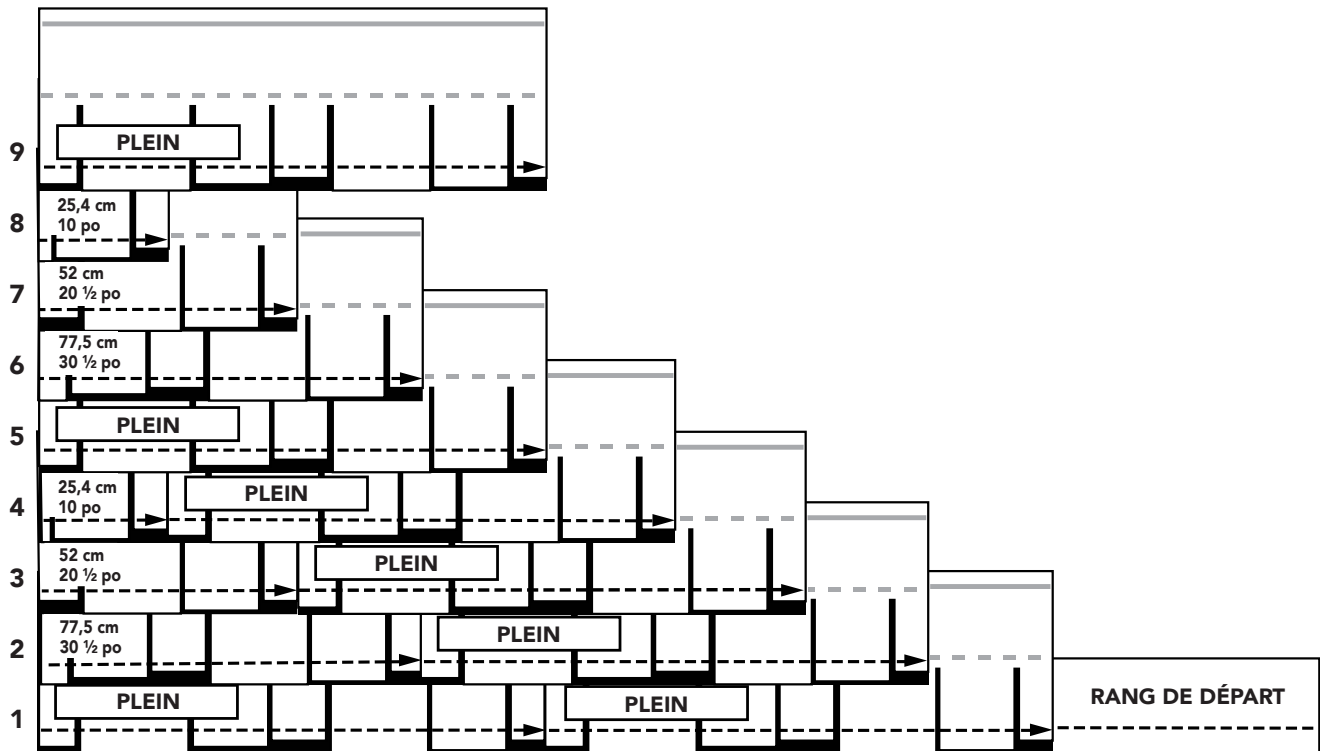 9
PLEIN
8
25,4 cm
10 po
7
52 cm
20 ½ po
6
77,5 cm
30 ½ po
5
PLEIN
4
25,4 cm
10 po
PLEIN
3
52 cm
20 ½ po
PLEIN
2
77,5 cm
30 ½ po
PLEIN
1
PLEIN
PLEIN
RANG DE DÉPART